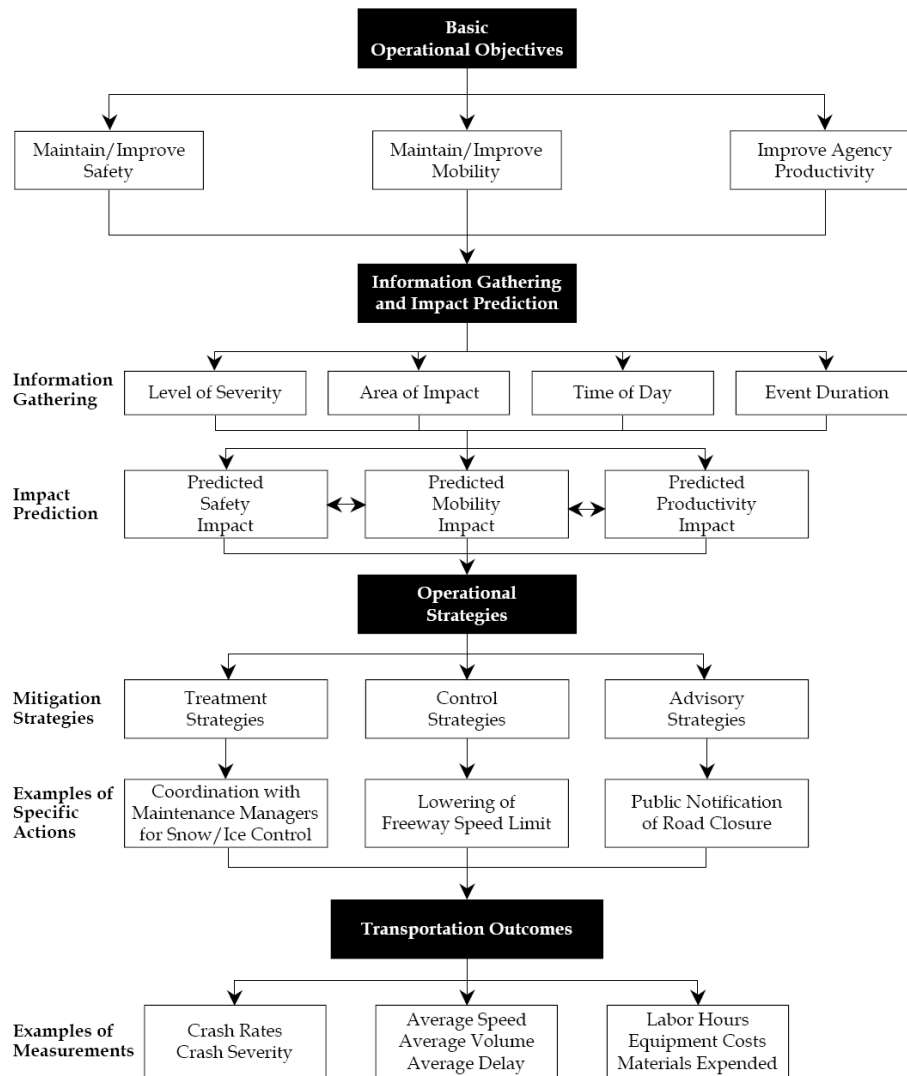 Basic
Operational Objectives
Maintain/Improve
Safety
Maintain/Improve
Mobility
Improve Agency
Productivity
Information Gathering
and Impact Prediction
Information
Gathering
Level of Severity
Area of Impact
Time of Day
Event Duration
Impact
Prediction
Predicted
Safety
Impact
Predicted
Mobility
Impact
Predicted
Productivity
Impact
Operational
Strategies
Mitigation
Strategies
Treatment
Strategies
Control
Strategies
Advisory
Strategies
Examples of
Specific
Actions
Coordination with
Maintenance Managers
for Snow/Ice Control
Lowering of
Freeway Speed Limit
Public Notification
of Road Closure
Transportation Outcomes
Examples of
Measurements
Crash Rates
Crash Severity
Average Speed
Average Volume
Average Delay
Labor Hours
Equipment Costs
Materials Expended